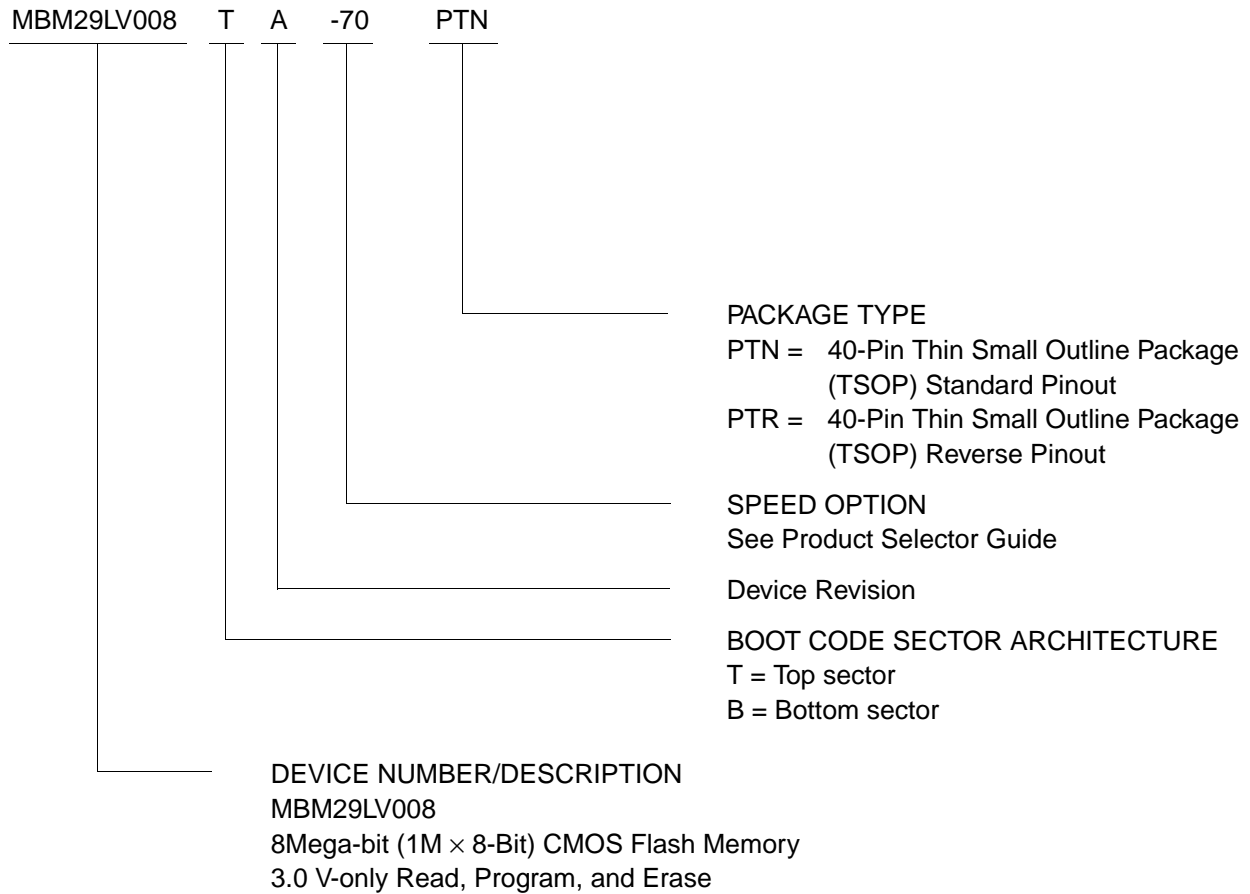 MBM29LV008 T A -70 PTN
PACKAGE TYPE
PTN = 40-Pin Thin Small Outline Package
(TSOP) Standard Pinout
PTR = 40-Pin Thin Small Outline Package
(TSOP) Reverse Pinout
SPEED OPTION
See Product Selector Guide
Device Revision
BOOT CODE SECTOR ARCHITECTURE
T = Top sector
B = Bottom sector
DEVICE NUMBER/DESCRIPTION
MBM29LV008
8Mega-bit (1M × 8-Bit) CMOS Flash Memory
3.0 V-only Read, Program, and Erase